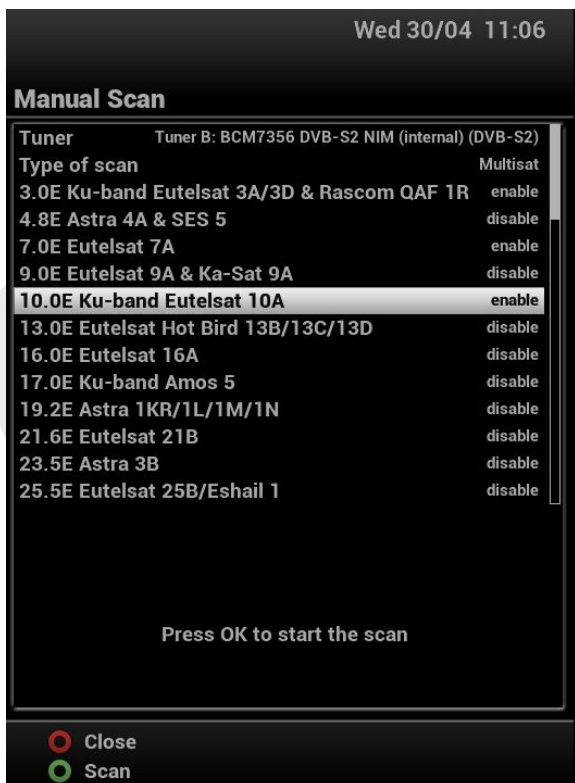 Wed 30/04 11:06
Manual Scan
Tuner Tuner B: BCM7356 DVB-S2 NIM (internal) (DVB-S2)
Type of scan Multisat
3.0E Ku-band Eutelsat 3A/3D & Rascom QAF 1R enable
4.8E Astra 4A & SES 5 disable
7.0E Eutelsat 7A enable
9.0E Eutelsat 9A & Ka-Sat 9A disable
10.0E Ku-band Eutelsat 10A enable
13.0E Eutelsat Hot Bird 13B/13C/13D disable
16.0E Eutelsat 16A disable
17.0E Ku-band Amos 5 disable
19.2E Astra 1KR/1L/1M/1N disable
21.6E Eutelsat 21B disable
23.5E Astra 3B disable
25.5E Eutelsat 25B/Eshail 1 disable
Press OK to start the scan
Close
Scan